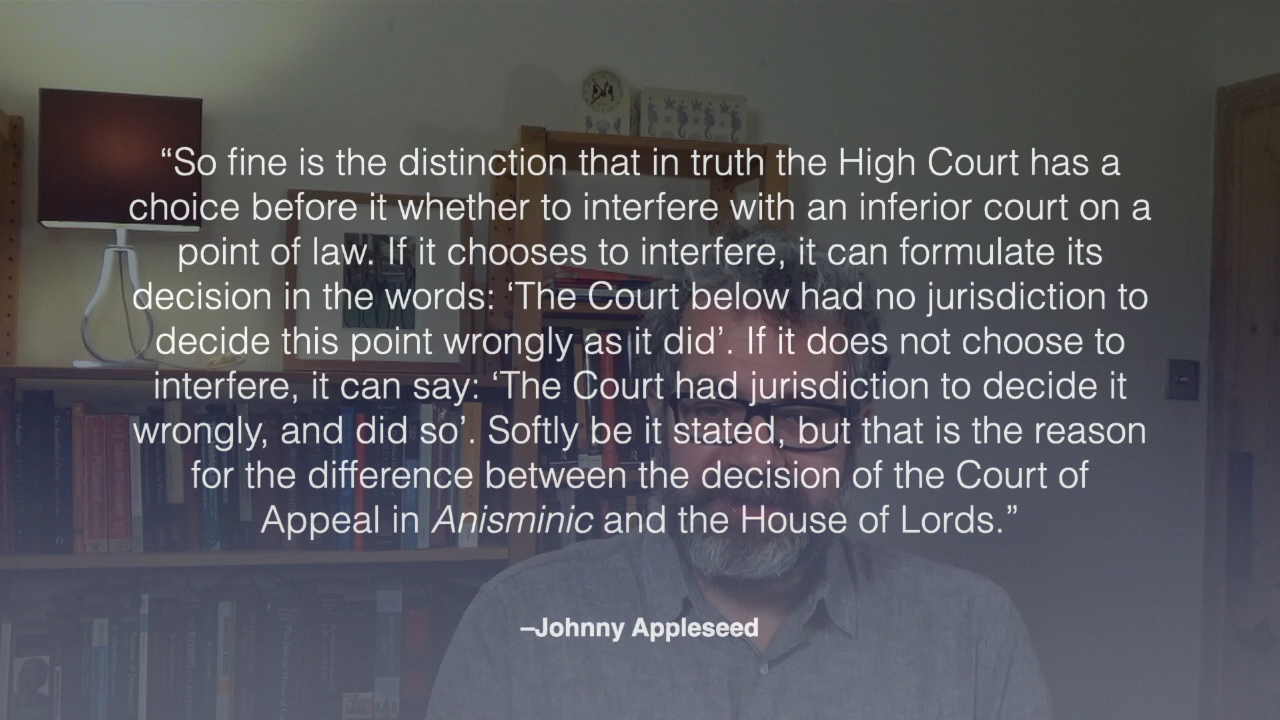 “So fine is the distinction that in truth the High Court has a
choice before it whether to interfere with an inferior court on a
point of law. If it chooses to interfere, it can formulate its
decision in the words: ‘The Court below had no jurisdiction to
decide this point wrongly as it did’. If it does not choose to
interfere, it can say: ‘The Court had jurisdiction to decide it
wrongly, and did so’. Softly be it stated, but that is the reason
for the difference between the decision of the Court of
Appeal in Anisminic and the House of Lords.”
–Johnny Appleseed